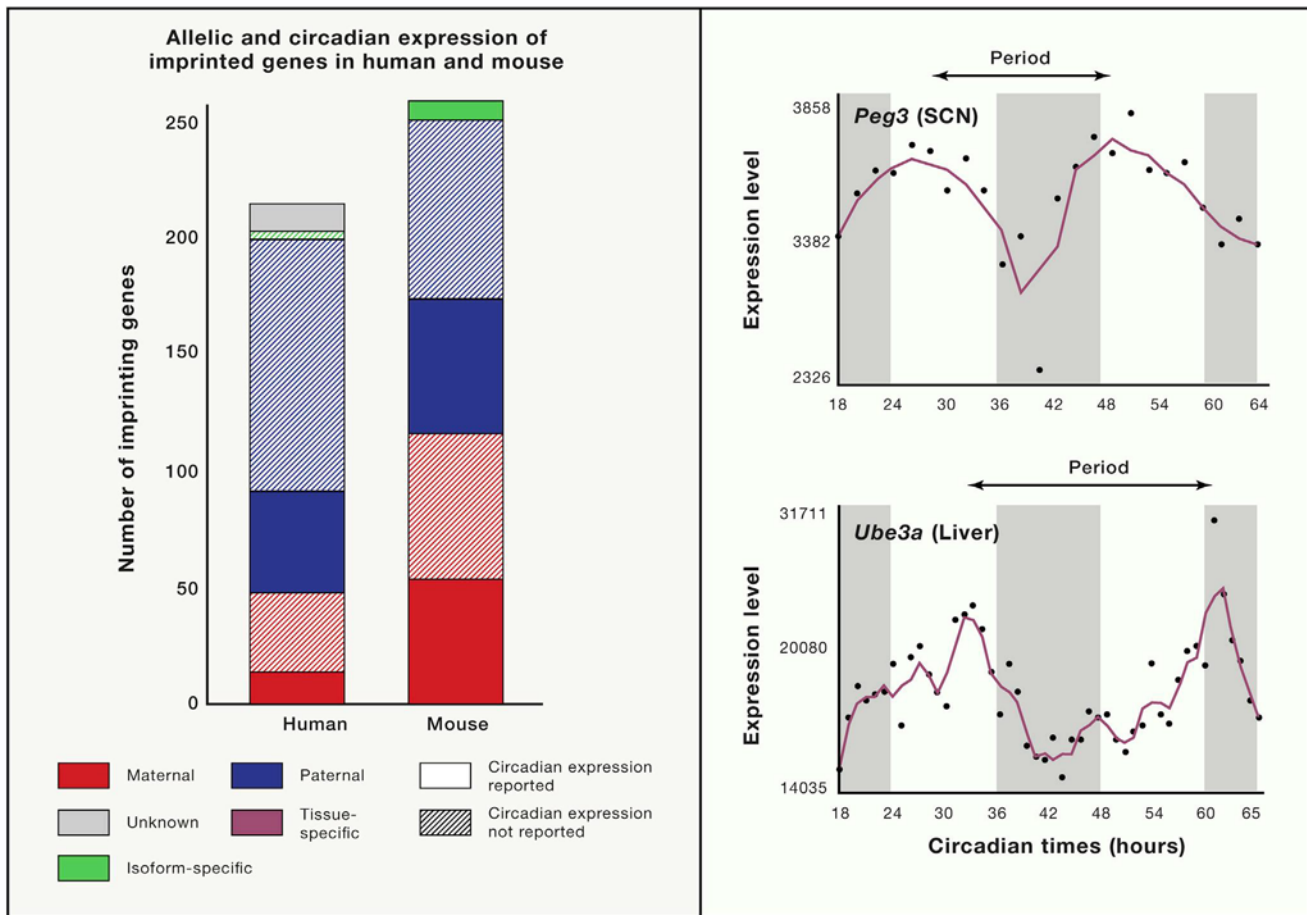 Allelic and circadian expression of
imprinted genes in human and mouse
Number of imprinting genes
250
200
150
100
50
0
Human
Mouse
Maternal
Paternal
Circadian expression
reported
Unknown
Tissue-
specific
Circadian expression
not reported
Isoform-specific
Period
Peg3 (SCN)
Expression level
3858
3382
2326
18 24 30 36 42 48 54 60 64
Period
Ube3a (Liver)
Expression level
31711
20080
14035
18 24 30 36 42 48 54 60 65
Circadian times (hours)